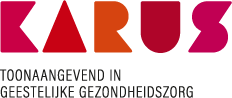 KARUS
TOONAANGEVEND IN
GEESTELIJKE GEZONDHEIDSZORG